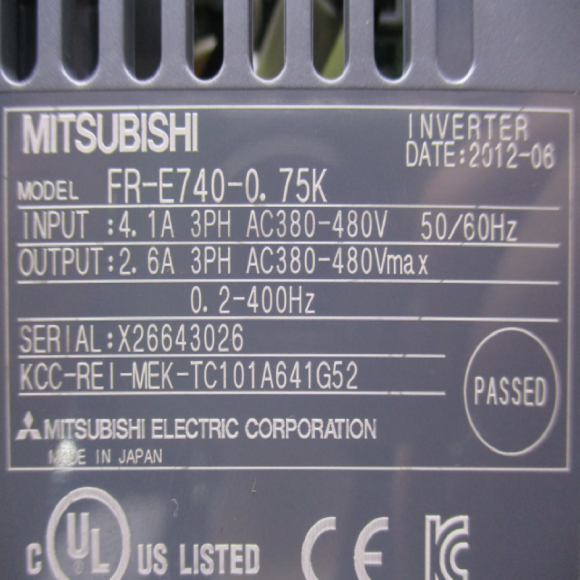 MITSUBISHI
INVERTER
DATE:2012-06
MODEL FR-E740-0.75K
INPUT :4.1A 3PH AC380-480V 50/60Hz
OUTPUT:2.6A 3PH AC380-480Vmax
0.2-400Hz
SERIAL:X26643026
KCC-REI-MEK-TC101A641G52
PASSED
MITSUBISHI ELECTRIC CORPORATION
MADE IN JAPAN
C UL US LISTED CE KC